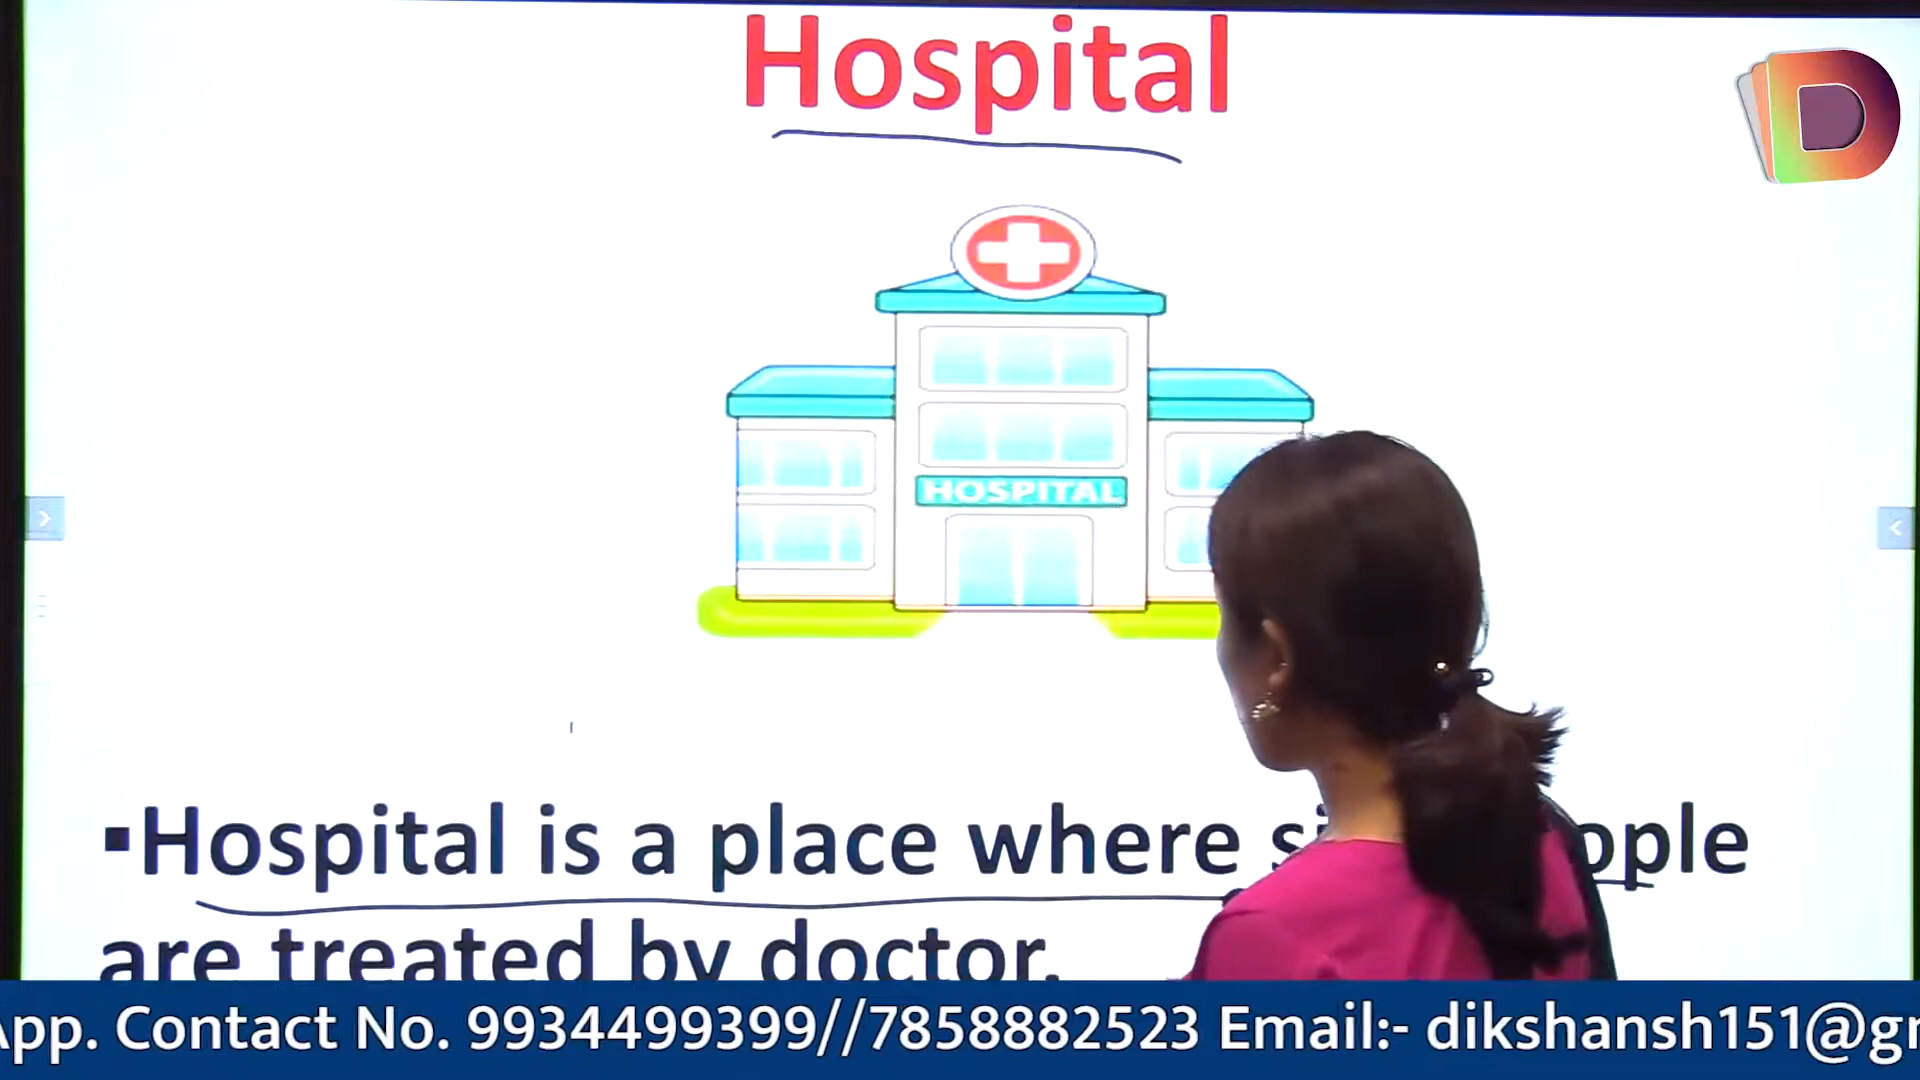 Hospital
HOSPITAL
▪Hospital is a place where
are treated by doctor.
App. Contact No. 9934499399//7858882523 Email:- dikshansh151@g